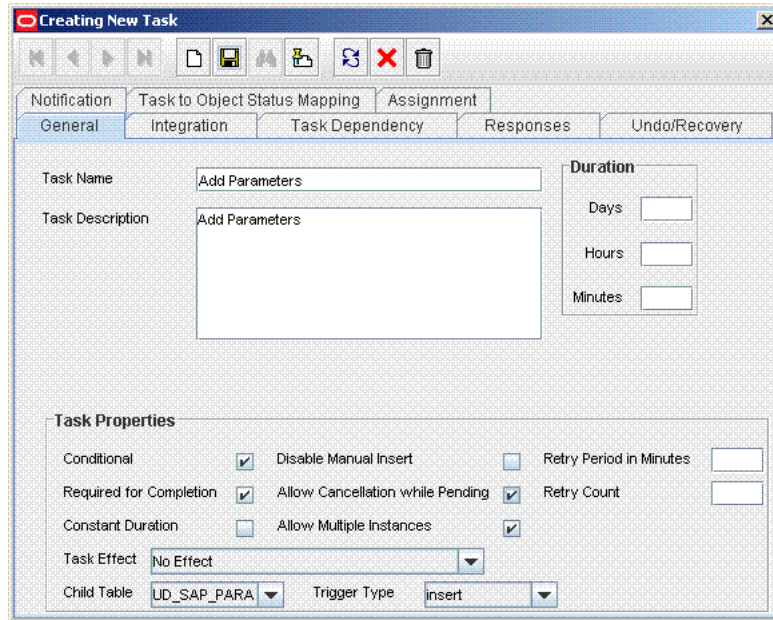 Creating New Task
Notification Task to Object Status Mapping Assignment
General Integration Task Dependency Responses Undo/Recovery
Task Name Add Parameters
Task Description Add Parameters
Duration
Days
Hours
Minutes
Task Properties
Conditional Disable Manual Insert Retry Period in Minutes
Required for Completion Allow Cancellation while Pending Retry Count
Constant Duration Allow Multiple Instances
Task Effect No Effect
Child Table UD_SAP_PARA Trigger Type insert